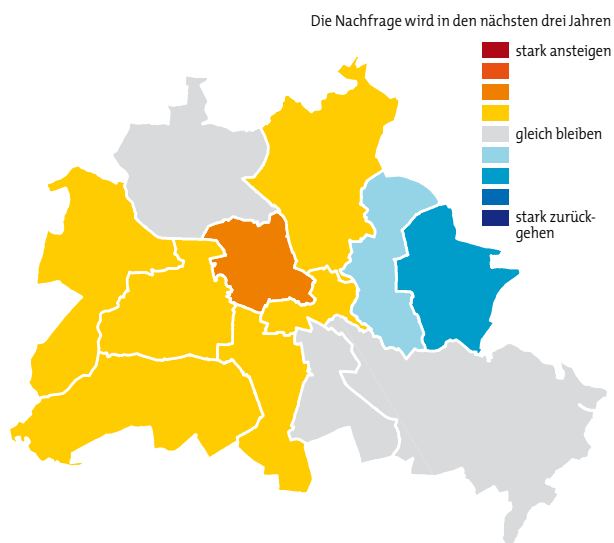 Die Nachfrage wird in den nächsten drei Jahren
stark ansteigen
gleich bleiben
stark zurück-
gehen